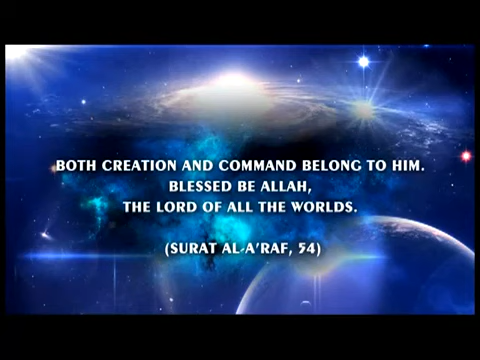 BOTH CREATION AND COMMAND BELONG TO HIM.
BLESSED BE ALLAH,
THE LORD OF ALL THE WORLDS.
(SURAT AL-A'RAF, 54)